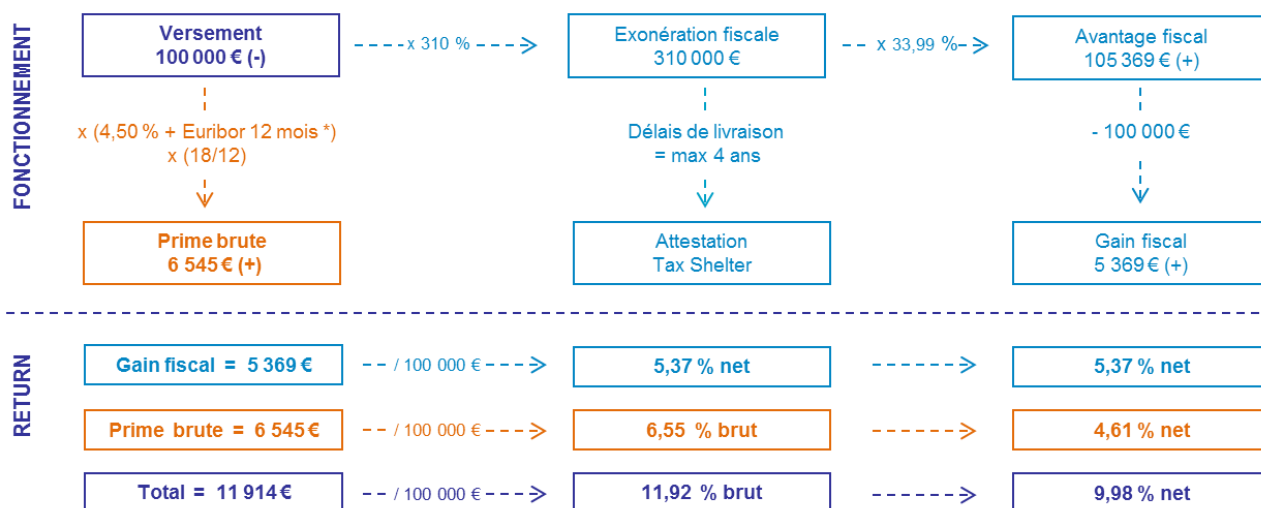 FONCTIONNEMENT
Versement
100 000 € (-)
x 310 %
Exonération fiscale
310 000 €
x 33,99 %
Avantage fiscal
105 369 € (+)
x (4,50 % + Euribor 12 mois *)
x (18/12)
Délais de livraison
= max 4 ans
- 100 000 €
Prime brute
6 545 € (+)
Attestation
Tax Shelter
Gain fiscal
5 369 € (+)
RETURN
Gain fiscal = 5 369 €
/ 100 000 €
5,37 % net
5,37 % net
Prime brute = 6 545 €
/ 100 000 €
6,55 % brut
4,61 % net
Total = 11 914 €
/ 100 000 €
11,92 % brut
9,98 % net